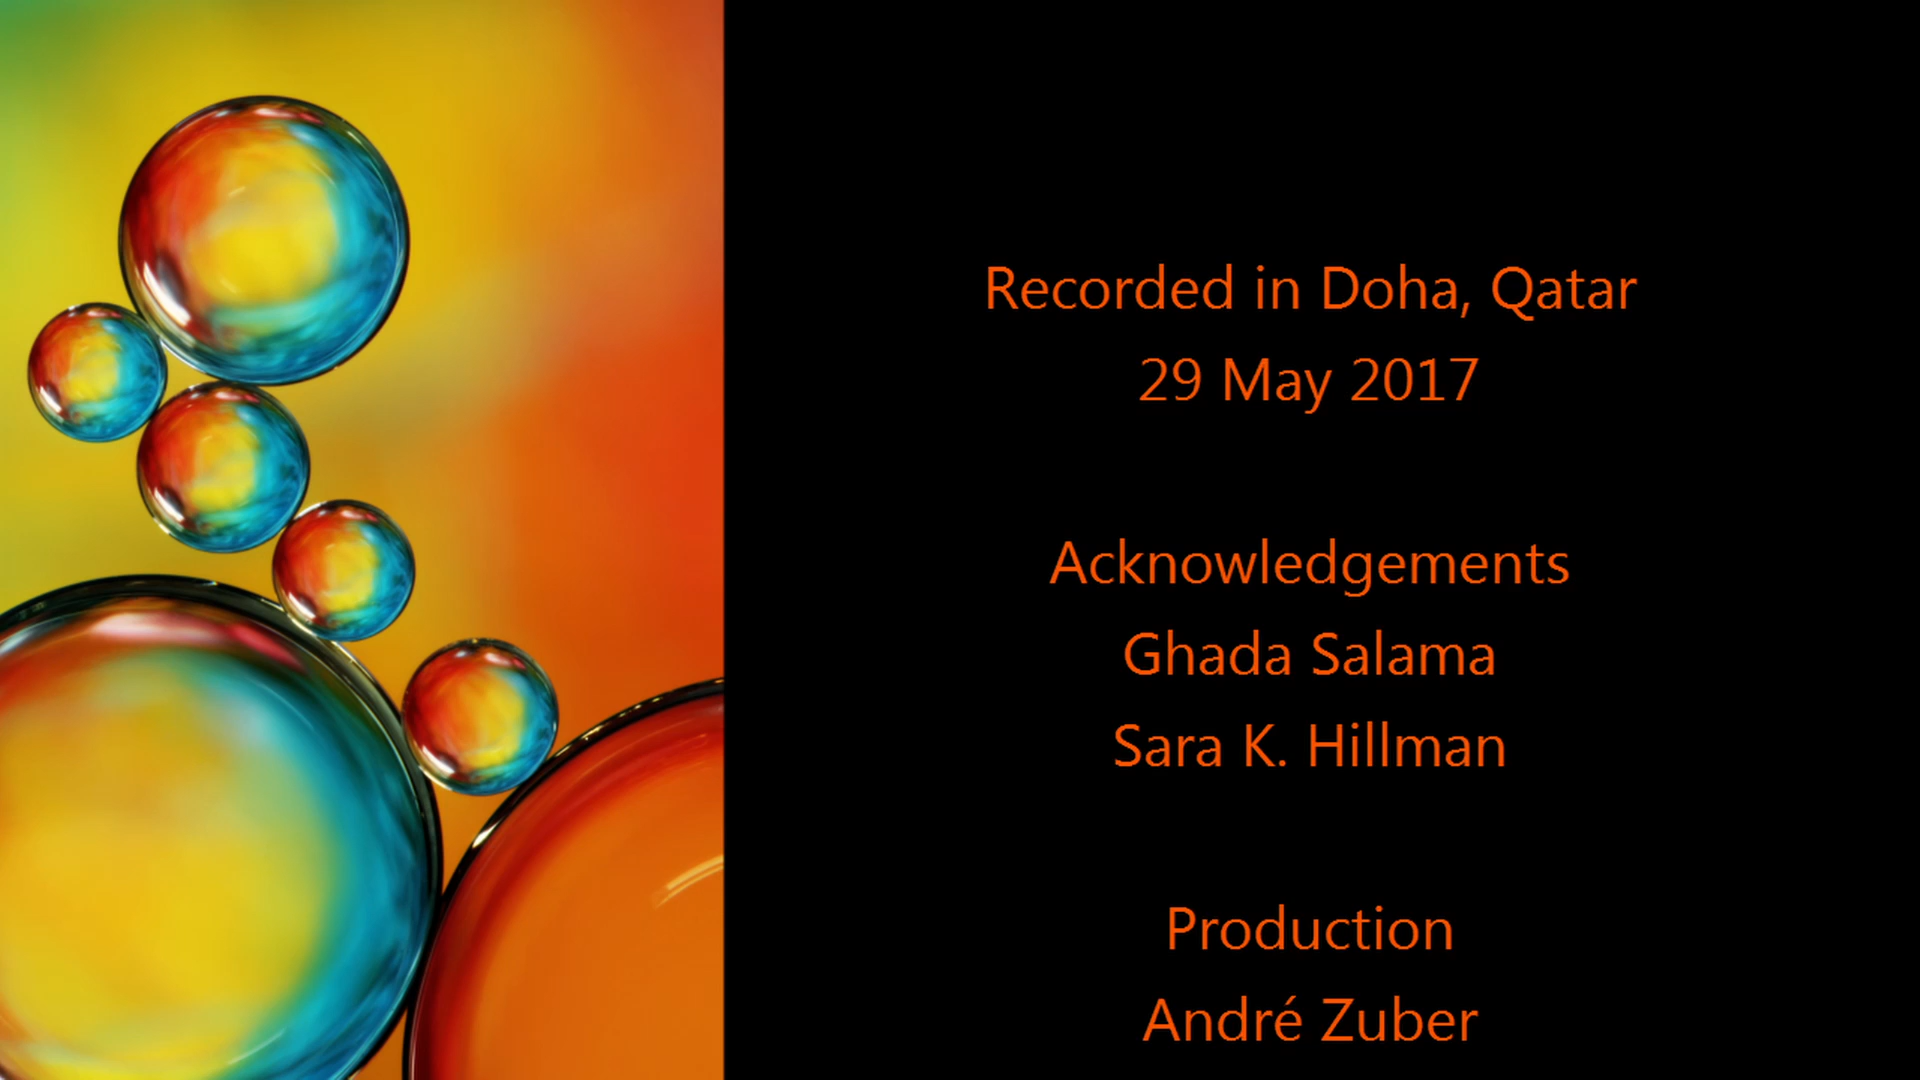 Recorded in Doha, Qatar
29 May 2017
Acknowledgements
Ghada Salama
Sara K. Hillman
Production
André Zuber